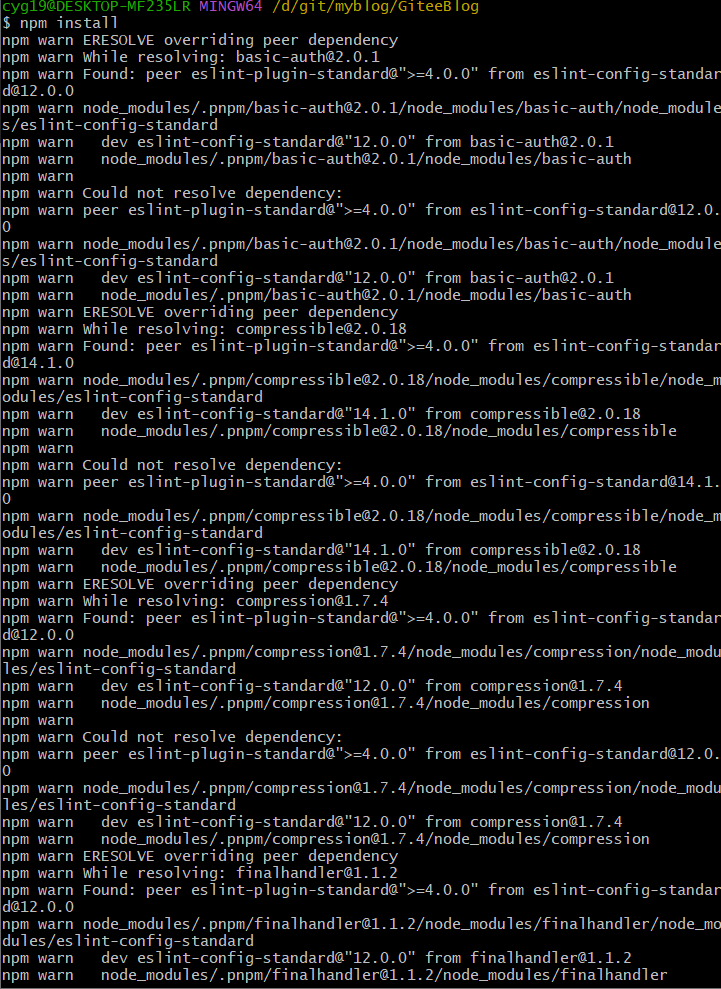 cyg19@DESKTOP-MF235LR MINGW64 /d/git/myblog/GiteeBlog
$ npm install
npm warn ERESOLVE overriding peer dependency
npm warn While resolving: basic-auth@2.0.1
npm warn Found: peer eslint-plugin-standard@">=4.0.0" from eslint-config-standar
d@12.0.0
npm warn node_modules/.pnpm/basic-auth@2.0.1/node_modules/basic-auth/node_module
s/eslint-config-standard
npm warn   dev eslint-config-standard@"12.0.0" from basic-auth@2.0.1
npm warn   node_modules/.pnpm/basic-auth@2.0.1/node_modules/basic-auth
npm warn
npm warn Could not resolve dependency:
npm warn peer eslint-plugin-standard@">=4.0.0" from eslint-config-standard@12.0.
0
npm warn node_modules/.pnpm/basic-auth@2.0.1/node_modules/basic-auth/node_module
s/eslint-config-standard
npm warn   dev eslint-config-standard@"12.0.0" from basic-auth@2.0.1
npm warn   node_modules/.pnpm/basic-auth@2.0.1/node_modules/basic-auth
npm warn ERESOLVE overriding peer dependency
npm warn While resolving: compressible@2.0.18
npm warn Found: peer eslint-plugin-standard@">=4.0.0" from eslint-config-standar
d@14.1.0
npm warn node_modules/.pnpm/compressible@2.0.18/node_modules/compressible/node_m
odules/eslint-config-standard
npm warn   dev eslint-config-standard@"14.1.0" from compressible@2.0.18
npm warn   node_modules/.pnpm/compressible@2.0.18/node_modules/compressible
npm warn
npm warn Could not resolve dependency:
npm warn peer eslint-plugin-standard@">=4.0.0" from eslint-config-standard@14.1.
0
npm warn node_modules/.pnpm/compressible@2.0.18/node_modules/compressible/node_m
odules/eslint-config-standard
npm warn   dev eslint-config-standard@"14.1.0" from compressible@2.0.18
npm warn   node_modules/.pnpm/compressible@2.0.18/node_modules/compressible
npm warn ERESOLVE overriding peer dependency
npm warn While resolving: compression@1.7.4
npm warn Found: peer eslint-plugin-standard@">=4.0.0" from eslint-config-standar
d@12.0.0
npm warn node_modules/.pnpm/compression@1.7.4/node_modules/compression/node_modu
les/eslint-config-standard
npm warn   dev eslint-config-standard@"12.0.0" from compression@1.7.4
npm warn   node_modules/.pnpm/compression@1.7.4/node_modules/compression
npm warn
npm warn Could not resolve dependency:
npm warn peer eslint-plugin-standard@">=4.0.0" from eslint-config-standard@12.0.
0
npm warn node_modules/.pnpm/compression@1.7.4/node_modules/compression/node_modu
les/eslint-config-standard
npm warn   dev eslint-config-standard@"12.0.0" from compression@1.7.4
npm warn   node_modules/.pnpm/compression@1.7.4/node_modules/compression
npm warn ERESOLVE overriding peer dependency
npm warn While resolving: finalhandler@1.1.2
npm warn Found: peer eslint-plugin-standard@">=4.0.0" from eslint-config-standar
d@12.0.0
npm warn node_modules/.pnpm/finalhandler@1.1.2/node_modules/finalhandler/node_mo
dules/eslint-config-standard
npm warn   dev eslint-config-standard@"12.0.0" from finalhandler@1.1.2
npm warn   node_modules/.pnpm/finalhandler@1.1.2/node_modules/finalhandler